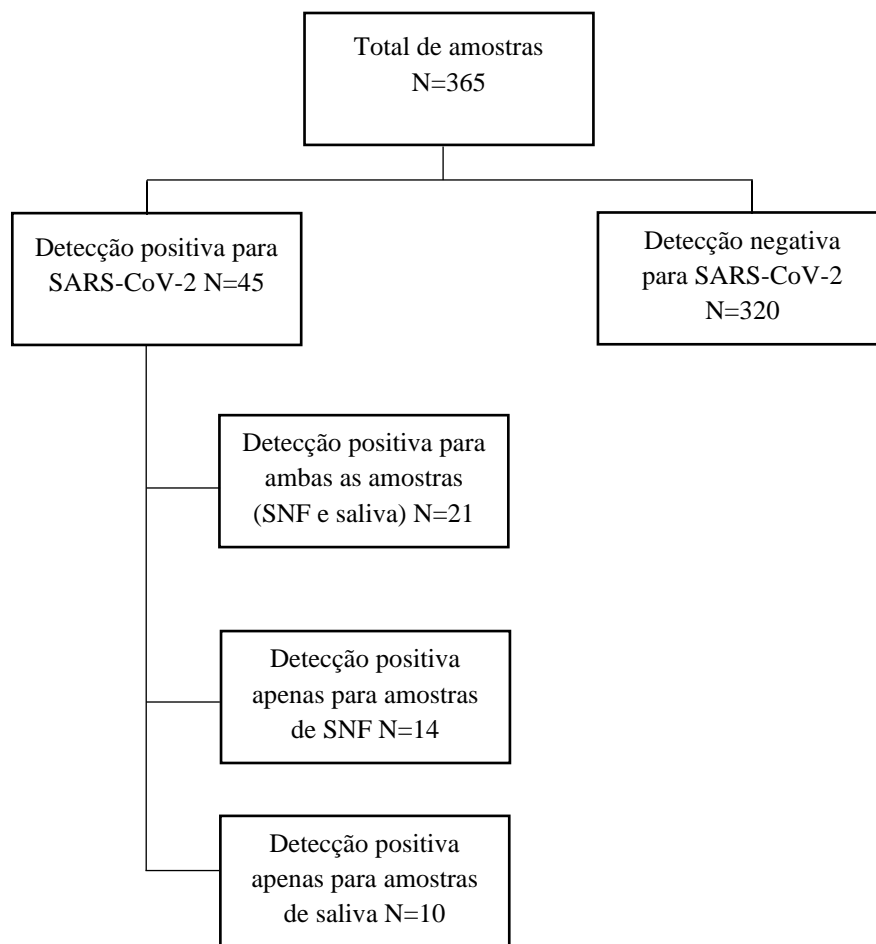 Total de amostras
N=365
Detecção positiva para
SARS-CoV-2 N=45
Detecção negativa
para SARS-CoV-2
N=320
Detecção positiva para
ambas as amostras
(SNF e saliva) N=21
Detecção positiva
apenas para amostras
de SNF N=14
Detecção positiva
apenas para amostras
de saliva N=10